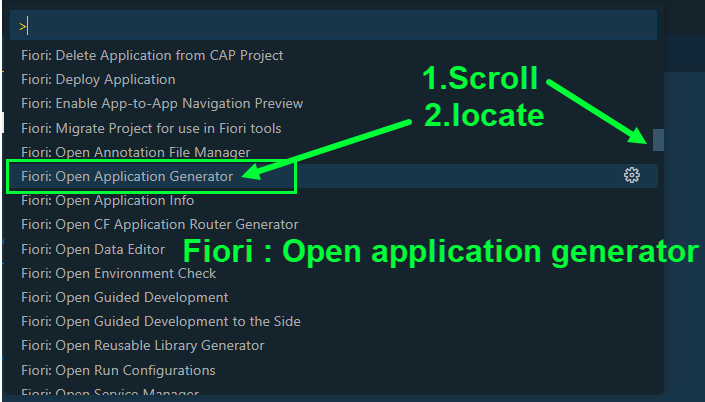 >
Fiori: Delete Application from CAP Project
Fiori: Deploy Application
Fiori: Enable App-to-App Navigation Preview
Fiori: Migrate Project for use in Fiori tools
Fiori: Open Annotation File Manager
Fiori: Open Application Generator
Fiori: Open Application Info
Fiori: Open CF Application Router Generator
Fiori: Open Data Editor
Fiori: Open Environment Check
Fiori: Open Guided Development
Fiori: Open Guided Development to the Side
Fiori: Open Reusable Library Generator
Fiori: Open Run Configurations
Fiori: Open Service Manager
1.Scroll
2.locate
Fiori : Open application generator